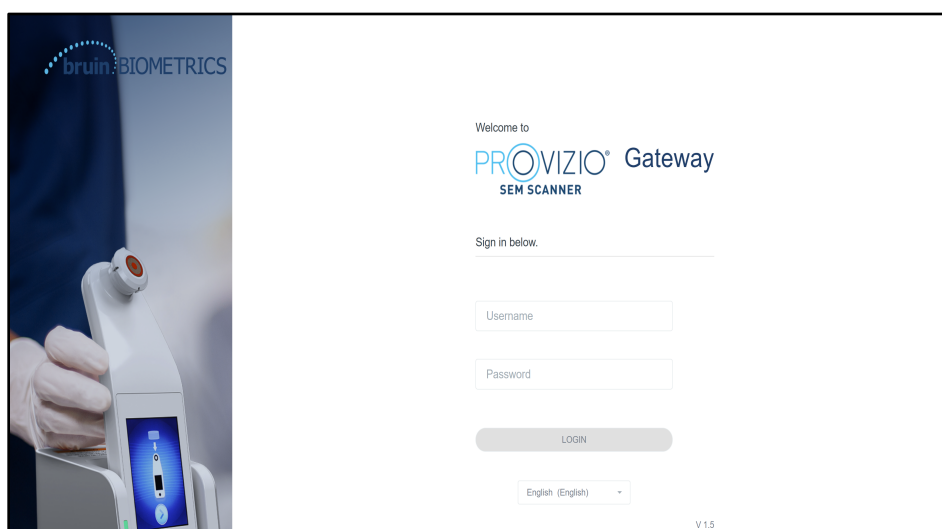 bruin BIOMETRICS
Welcome to
PROVIZIO® Gateway
SEM SCANNER
Sign in below.
Username
Password
LOGIN
English (English)
V 1.5